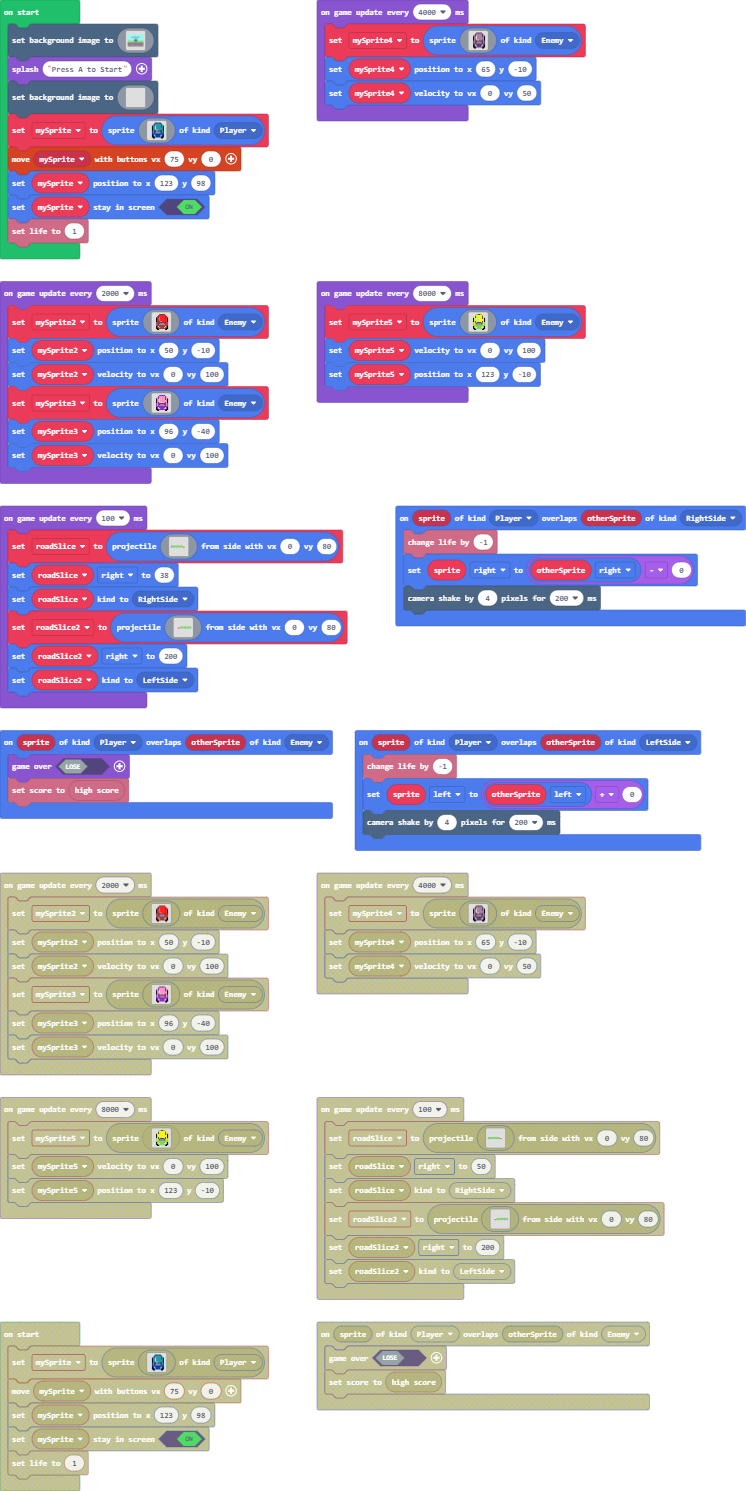 on start
set background image to
splash "Press A to Start"
set background image to
set mySprite to sprite of kind Player
move mySprite with buttons vx 75 vy 0
set mySprite position to x 123 y 98
set mySprite stay in screen ON
set life to 1
on game update every 4000 ms
set mySprite4 to sprite of kind Enemy
set mySprite4 position to x 65 y -10
set mySprite4 velocity to vx 0 vy 50
on game update every 2000 ms
set mySprite2 to sprite of kind Enemy
set mySprite2 position to x 50 y -10
set mySprite2 velocity to vx 0 vy 100
set mySprite3 to sprite of kind Enemy
set mySprite3 position to x 96 y -40
set mySprite3 velocity to vx 0 vy 100
on game update every 8000 ms
set mySprite5 to sprite of kind Enemy
set mySprite5 velocity to vx 0 vy 100
set mySprite5 position to x 123 y -10
on game update every 100 ms
set roadSlice to projectile from side with vx 0 vy 80
set roadSlice right to 38
set roadSlice kind to RightSide
set roadSlice2 to projectile from side with vx 0 vy 80
set roadSlice2 right to 200
set roadSlice2 kind to LeftSide
on sprite of kind Player overlaps otherSprite of kind RightSide
change life by -1
set sprite right to otherSprite right - 0
camera shake by 4 pixels for 200 ms
on sprite of kind Player overlaps otherSprite of kind Enemy
game over LOSE
set score to high score
on sprite of kind Player overlaps otherSprite of kind LeftSide
change life by -1
set sprite left to otherSprite left + 0
camera shake by 4 pixels for 200 ms
on game update every 2000 ms
set mySprite2 to sprite of kind Enemy
set mySprite2 position to x 50 y -10
set mySprite2 velocity to vx 0 vy 100
set mySprite3 to sprite of kind Enemy
set mySprite3 position to x 96 y -40
set mySprite3 velocity to vx 0 vy 100
on game update every 4000 ms
set mySprite4 to sprite of kind Enemy
set mySprite4 position to x 65 y -10
set mySprite4 velocity to vx 0 vy 50
on game update every 8000 ms
set mySprite5 to sprite of kind Enemy
set mySprite5 velocity to vx 0 vy 100
set mySprite5 position to x 123 y -10
on game update every 100 ms
set roadSlice to projectile from side with vx 0 vy 80
set roadSlice right to 50
set roadSlice kind to RightSide
set roadSlice2 to projectile from side with vx 0 vy 80
set roadSlice2 right to 200
set roadSlice2 kind to LeftSide
on start
set mySprite to sprite of kind Player
move mySprite with buttons vx 75 vy 0
set mySprite position to x 123 y 98
set mySprite stay in screen ON
set life to 1
on sprite of kind Player overlaps otherSprite of kind Enemy
game over LOSE
set score to high score